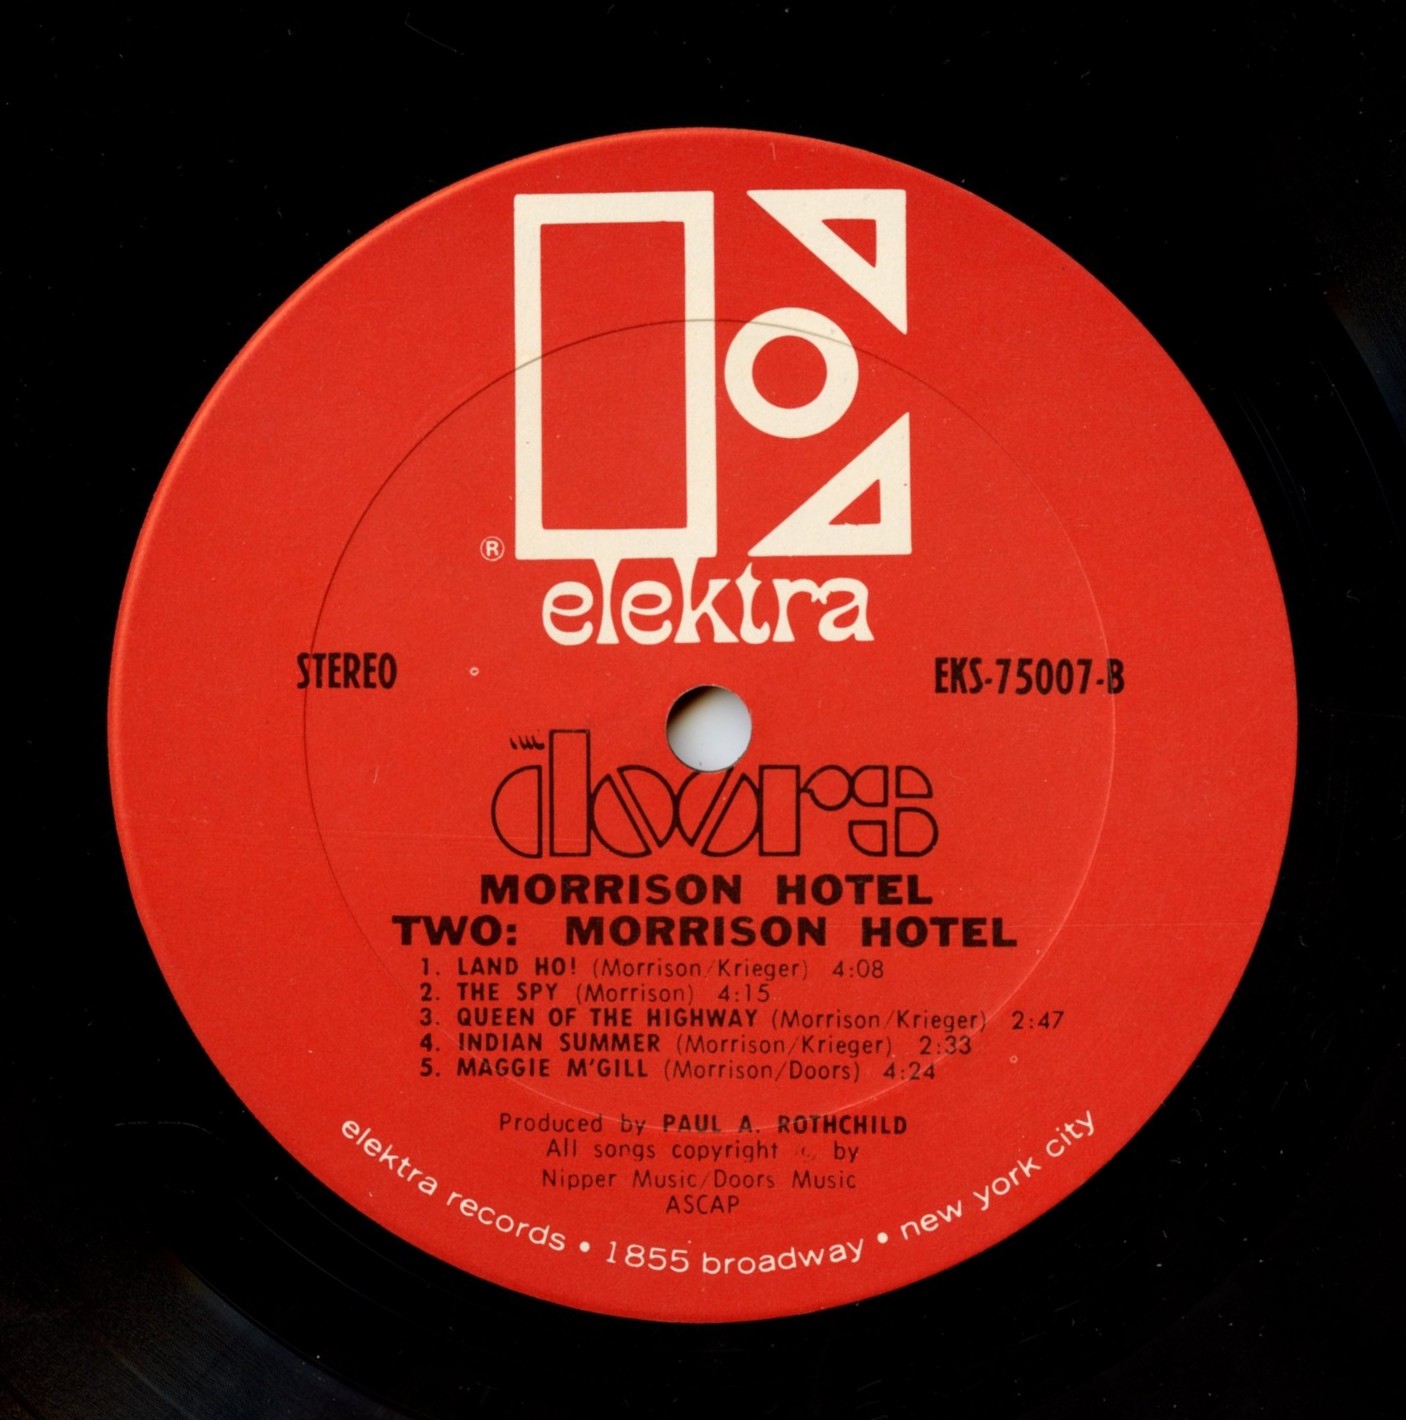 ®
elektra
STEREO
EKS-75007-B
THE
doors
MORRISON HOTEL
TWO: MORRISON HOTEL
1. LAND HO! (Morrison/Krieger) 4:08
2. THE SPY (Morrison) 4:15
3. QUEEN OF THE HIGHWAY (Morrison/Krieger) 2:47
4. INDIAN SUMMER (Morrison/Krieger) 2:33
5. MAGGIE M'GILL (Morrison/Doors) 4:24
Produced by PAUL A. ROTHCHILD
All songs copyright © by
Nipper Music/Doors Music
ASCAP
elektra records • 1855 broadway • new york city